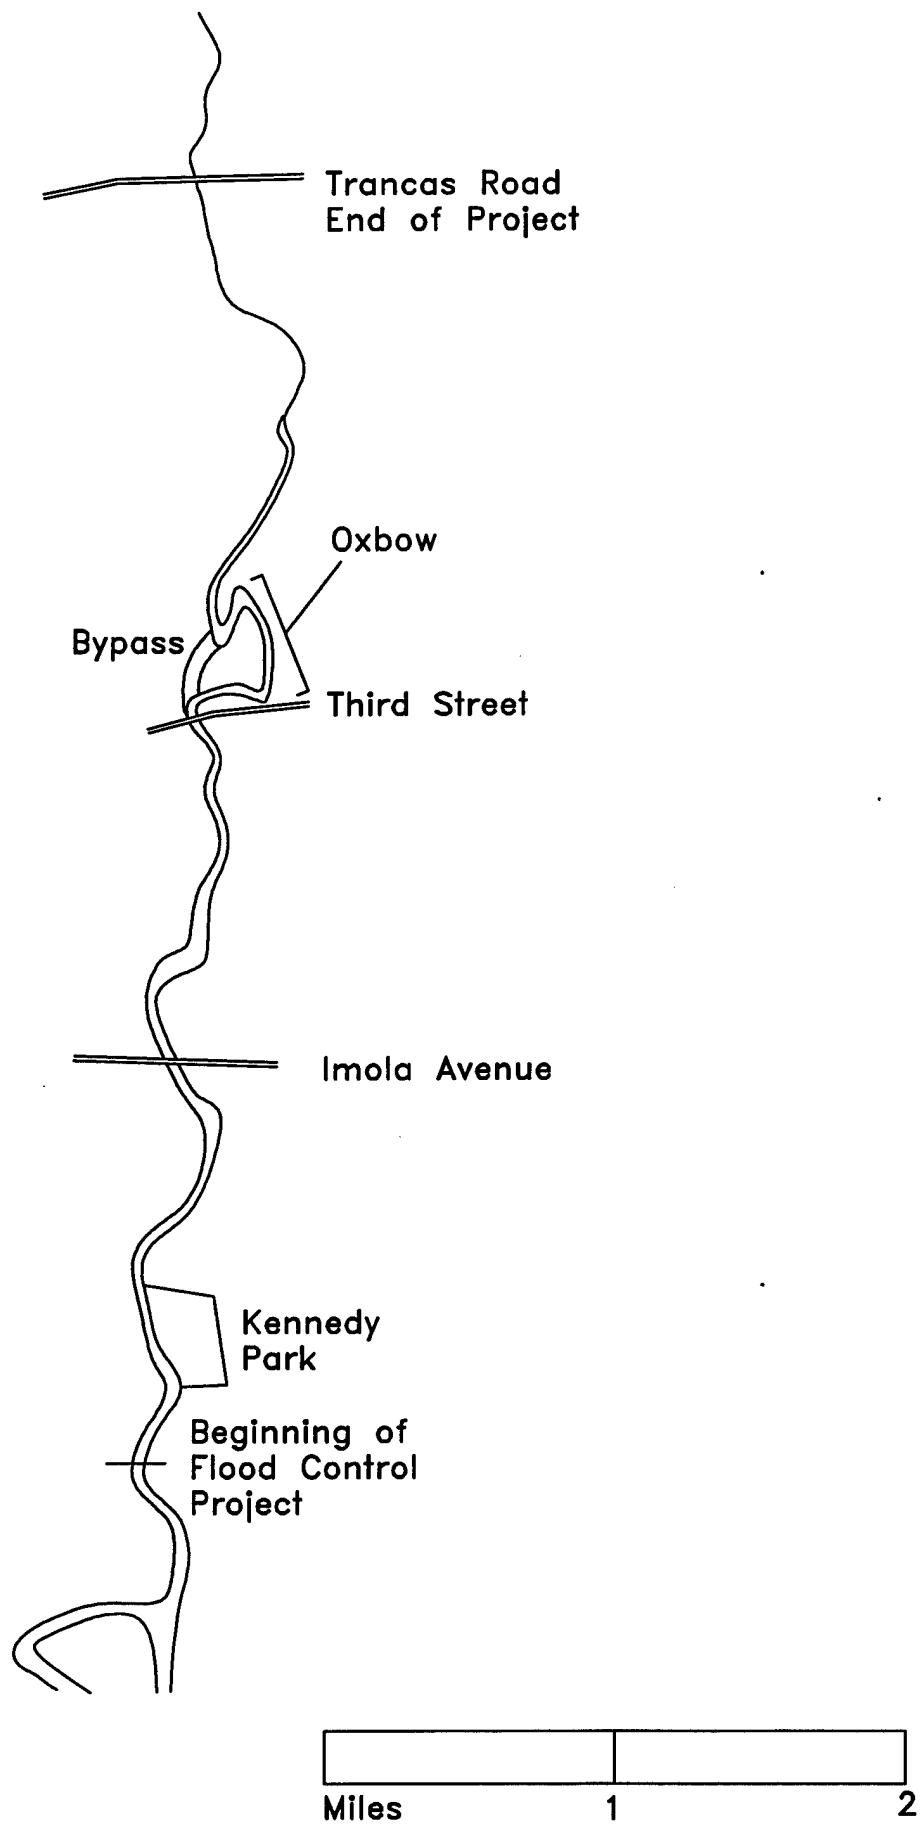 Trancas Road
End of Project
Oxbow
Bypass
Third Street
Imola Avenue
Kennedy
Park
Beginning of
Flood Control
Project
Miles 1 2